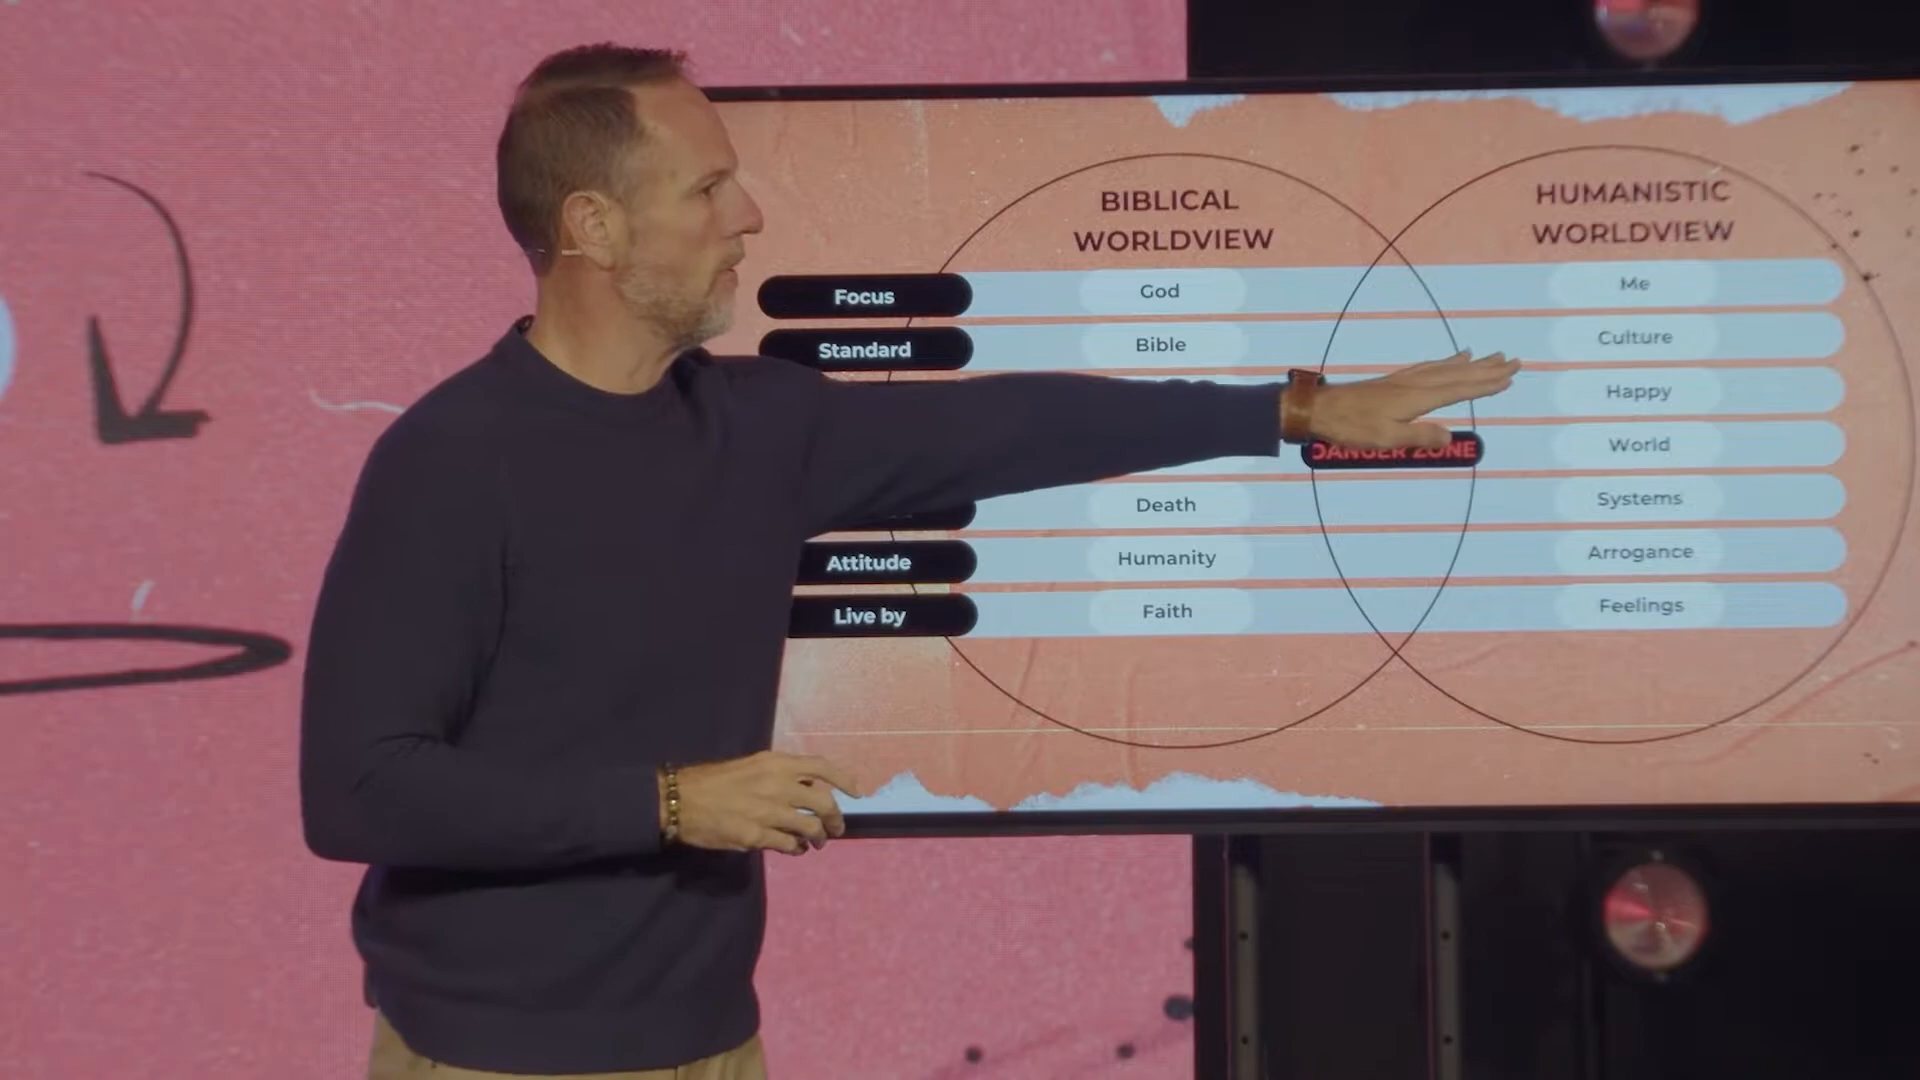 BIBLICAL
WORLDVIEW
HUMANISTIC
WORLDVIEW
Focus God Me
Standard Bible Culture
Happy
DANGER ZONE World
Death Systems
Attitude Humanity Arrogance
Live by Faith Feelings